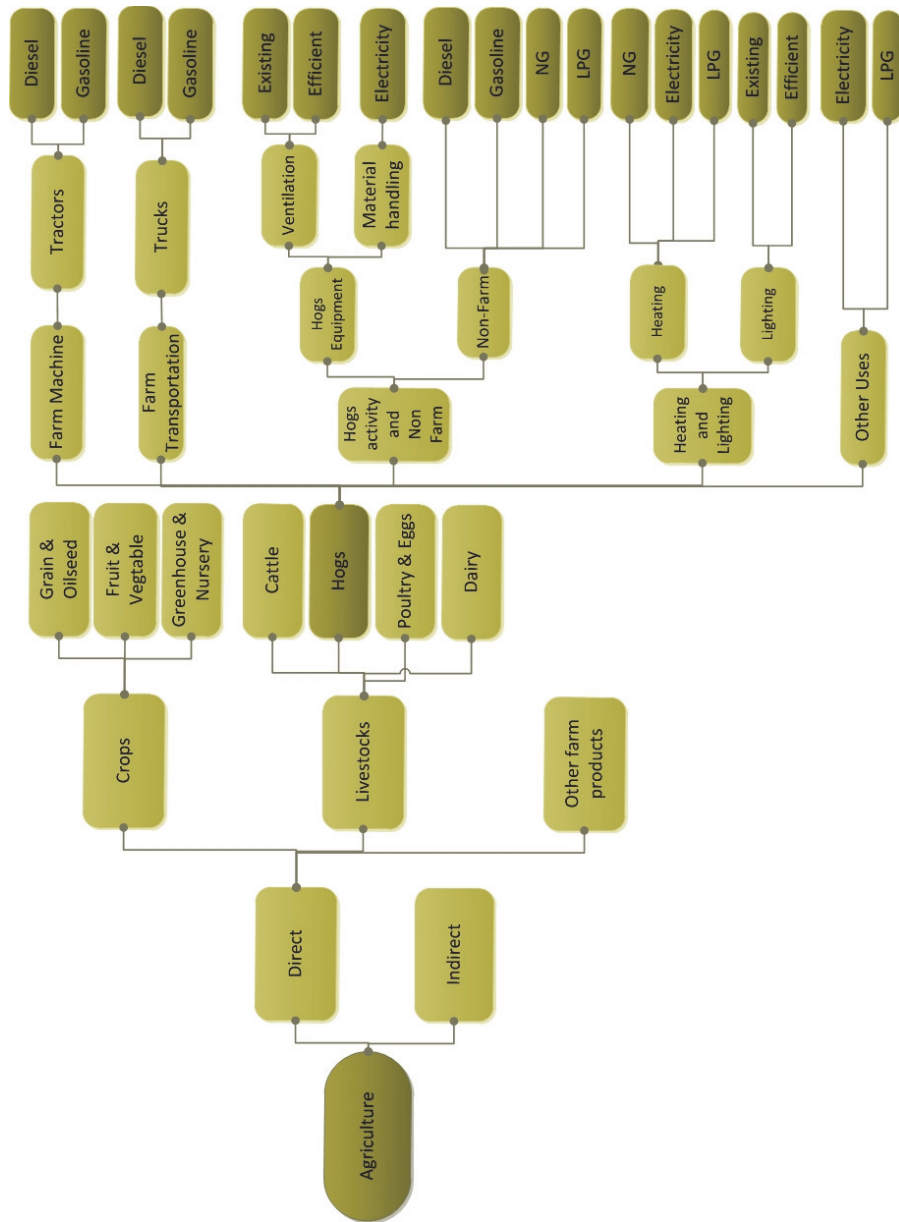 Agriculture
Direct
Indirect
Crops
Livestocks
Other farm
products
Grain &
Oilseed
Fruit &
Vegtable
Greenhouse &
Nursery
Cattle
Hogs
Poultry & Eggs
Dairy
Farm Machine
Farm
Transportation
Hogs
activity
and
Non
Farm
Heating
and
Lighting
Other Uses
Tractors
Trucks
Hogs
Equipment
Non-Farm
Heating
Lighting
Ventilation
Material
handling
Diesel
Gasoline
Diesel
Gasoline
Existing
Efficient
Electricity
Diesel
Gasoline
NG
LPG
NG
Electricity
LPG
Existing
Efficient
Electricity
LPG